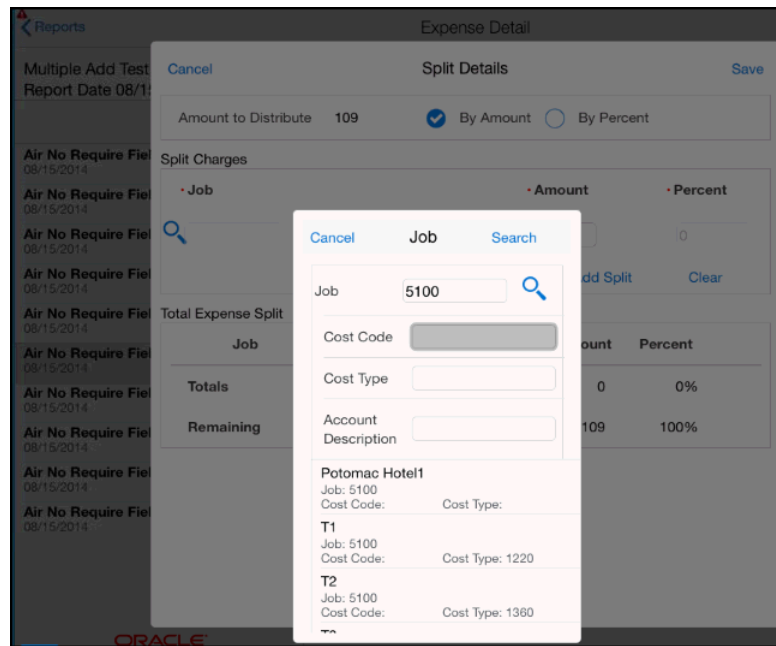 Reports
Expense Detail
Multiple Add Test
Report Date 08/1
Cancel Split Details Save
Amount to Distribute 109 By Amount By Percent
Split Charges
Job Amount Percent
0
dd Split Clear
Total Expense Split
Job ount Percent
Totals 0 0%
Remaining 109 100%
Air No Require Fiel
08/15/2014
Air No Require Fiel
08/15/2014
Air No Require Fiel
08/15/2014
Air No Require Fiel
08/15/2014
Air No Require Fiel
08/15/2014
Air No Require Fiel
08/15/2014
Air No Require Fiel
08/15/2014
Air No Require Fiel
08/15/2014
Air No Require Fiel
08/15/2014
Air No Require Fiel
08/15/2014
Cancel Job Search
Job 5100
Cost Code
Cost Type
Account
Description
Potomac Hotel1
Job: 5100
Cost Code: Cost Type:
T1
Job: 5100
Cost Code: Cost Type: 1220
T2
Job: 5100
Cost Code: Cost Type: 1360
ORACLE